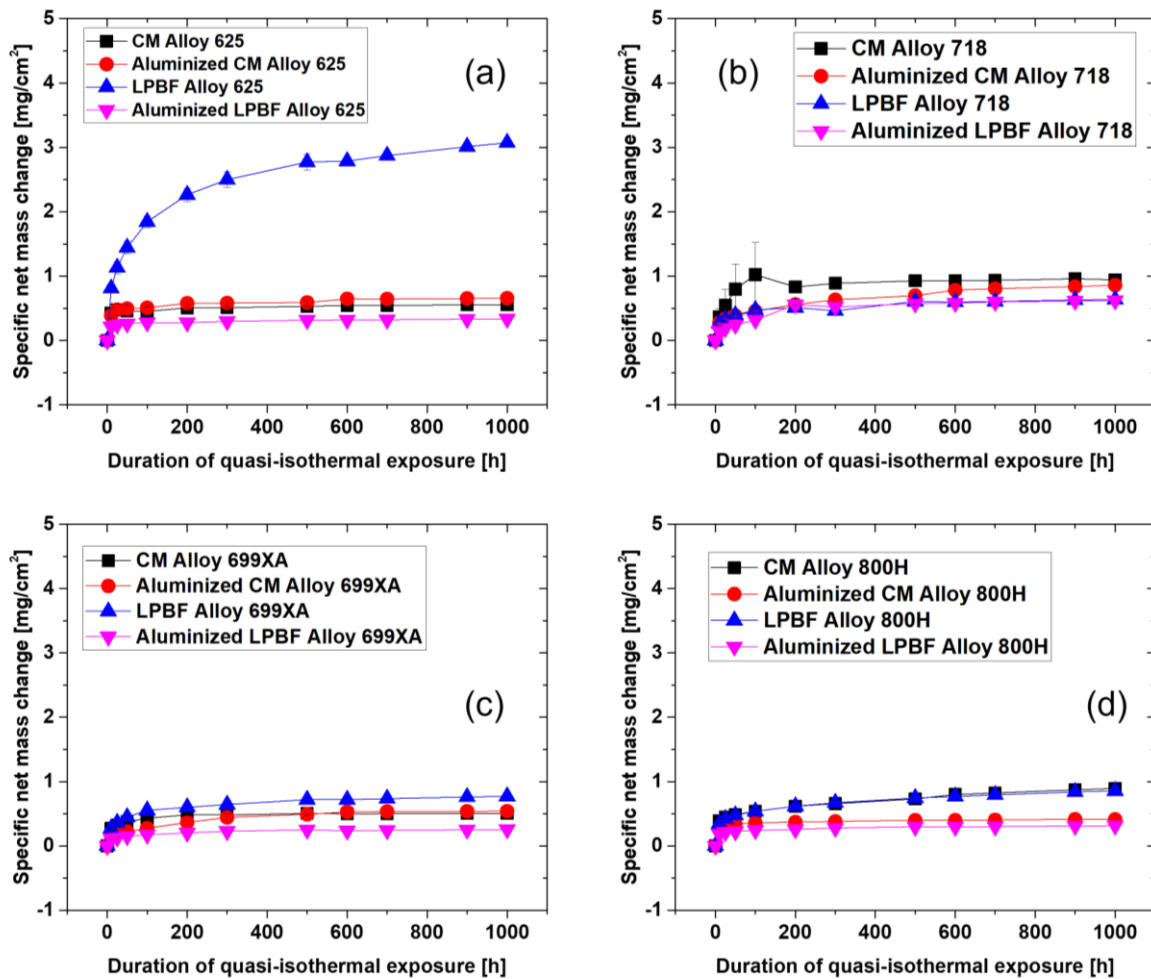 CM Alloy 625
Aluminized CM Alloy 625
LPBF Alloy 625
Aluminized LPBF Alloy 625
(a)
Specific net mass change [mg/cm²]
5
4
3
2
1
0
-1
0 200 400 600 800 1000
Duration of quasi-isothermal exposure [h]
CM Alloy 718
Aluminized CM Alloy 718
LPBF Alloy 718
Aluminized LPBF Alloy 718
(b)
Specific net mass change [mg/cm²]
5
4
3
2
1
0
-1
0 200 400 600 800 1000
Duration of quasi-isothermal exposure [h]
CM Alloy 699XA
Aluminized CM Alloy 699XA
LPBF Alloy 699XA
Aluminized LPBF Alloy 699XA
(c)
Specific net mass change [mg/cm²]
5
4
3
2
1
0
-1
0 200 400 600 800 1000
Duration of quasi-isothermal exposure [h]
CM Alloy 800H
Aluminized CM Alloy 800H
LPBF Alloy 800H
Aluminized LPBF Alloy 800H
(d)
Specific net mass change [mg/cm²]
5
4
3
2
1
0
-1
0 200 400 600 800 1000
Duration of quasi-isothermal exposure [h]